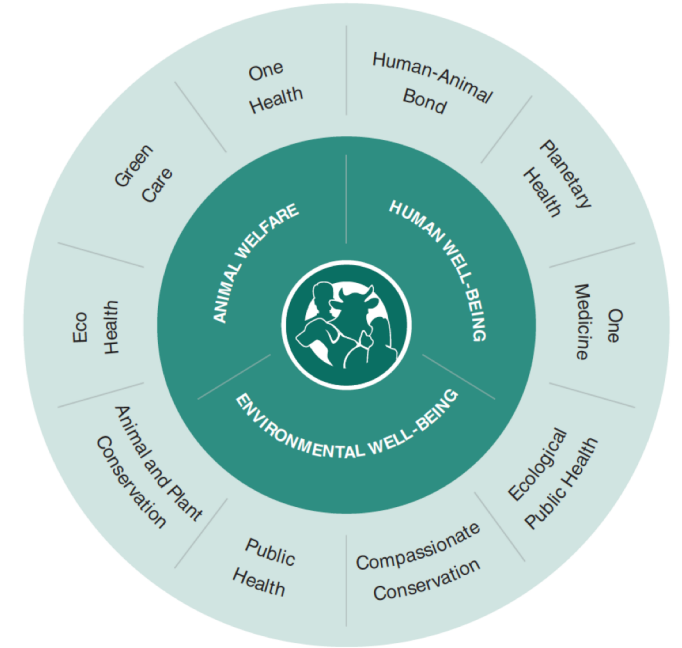 One
Health
Human-Animal
Bond
Planetary
Health
One
Medicine
Ecological
Public Health
Compassionate
Conservation
Public
Health
Animal and Plant
Conservation
Eco
Health
Green
Care
ANIMAL WELFARE
HUMAN WELL-BEING
ENVIRONMENTAL WELL-BEING